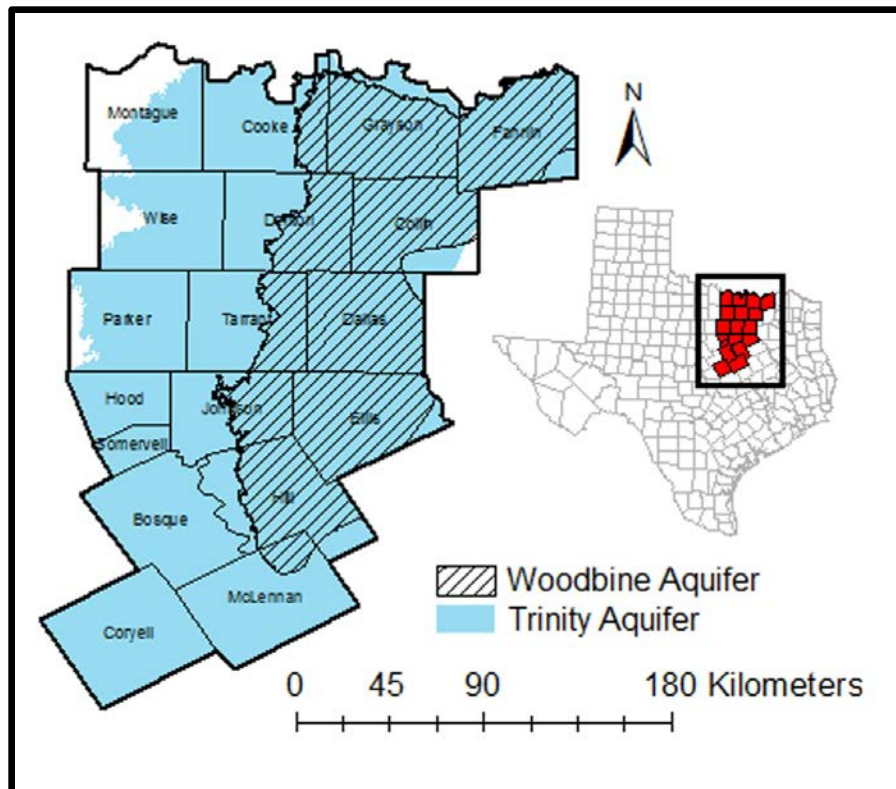 Montague
Cooke
Grayson
Fannin
N
Wise
Denton
Collin
Parker
Tarrant
Dallas
Hood
Johnson
Ellis
Somervell
Hill
Bosque
McLennan
Coryell
Woodbine Aquifer
Trinity Aquifer
0 45 90 180 Kilometers